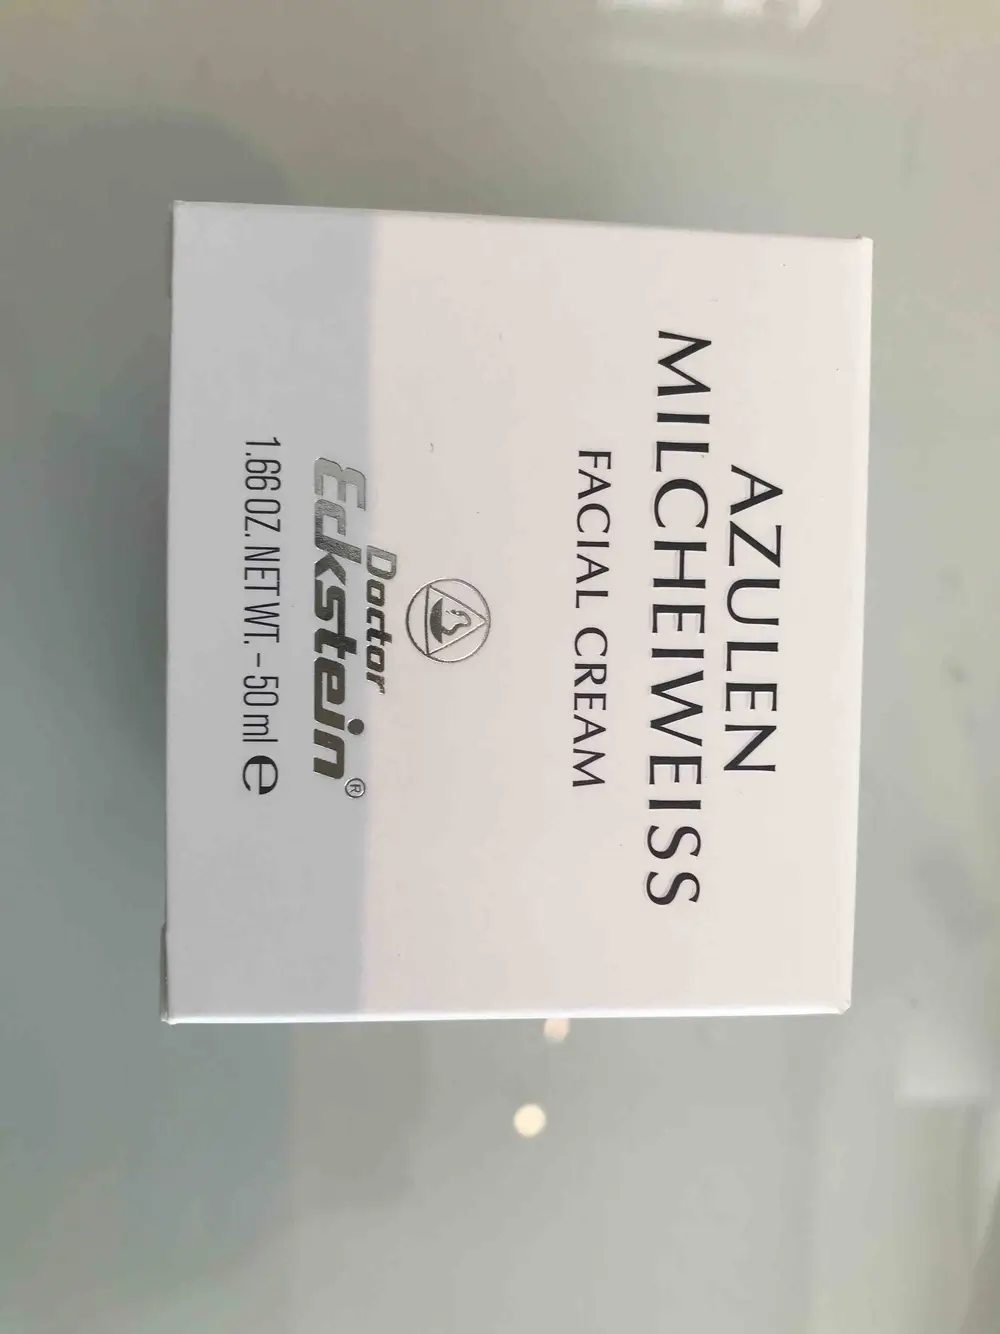 AZULEN
MILCHEIWEISS
FACIAL CREAM
Doctor
Eckstein®
1.66 OZ. NET WT. – 50 ml ℮